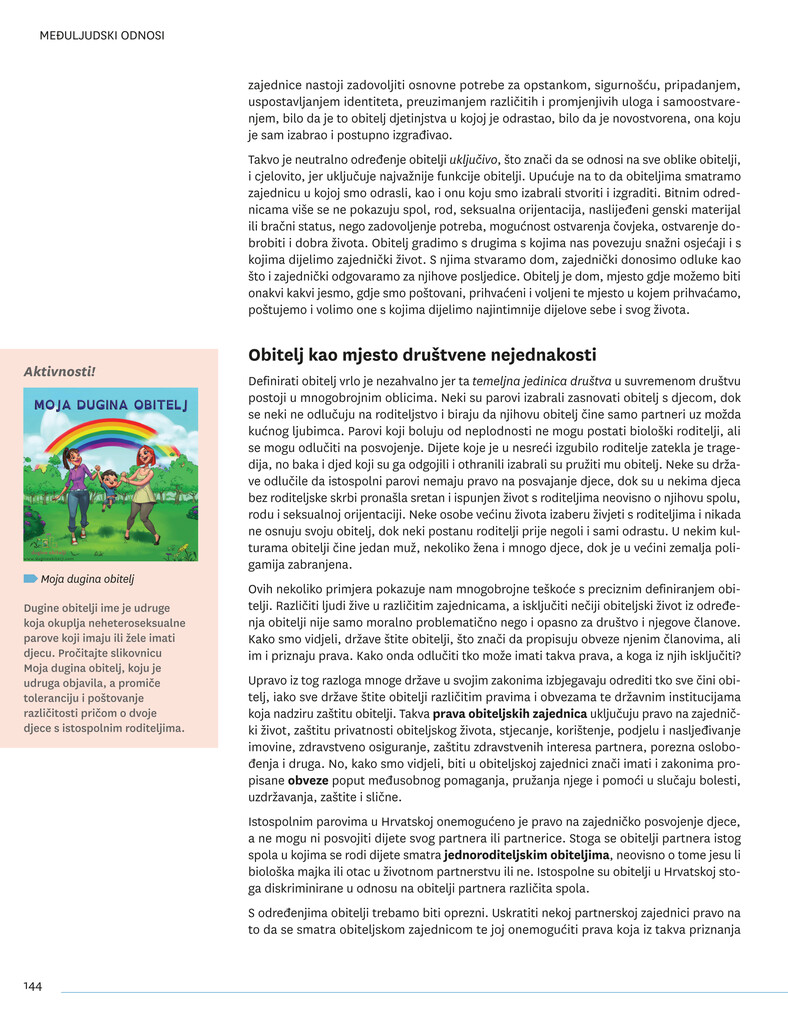 MEĐULJUDSKI ODNOSI
zajednice nastoji zadovoljiti osnovne potrebe za opstankom, sigurnošću, pripadanjem,
uspostavljanjem identiteta, preuzimanjem različitih i promjenjivih uloga i samoostvare-
njem, bilo da je to obitelj djetinjstva u kojoj je odrastao, bilo da je novostvorena, ona koju
je sam izabrao i postupno izgrađivao.
Takvo je neutralno određenje obitelji uključivo, što znači da se odnosi na sve oblike obitelji,
i cjelovito, jer uključuje najvažnije funkcije obitelji. Upućuje na to da obiteljima smatramo
zajednicu u kojoj smo odrasli, kao i onu koju smo izabrali stvoriti i izgraditi. Bitnim odred-
nicama više se ne pokazuju spol, rod, seksualna orijentacija, naslijeđeni genski materijal
ili bračni status, nego zadovoljenje potreba, mogućnost ostvarenja čovjeka, ostvarenje do-
brobiti i dobra života. Obitelj gradimo s drugima s kojima nas povezuju snažni osjećaji i s
kojima dijelimo zajednički život. S njima stvaramo dom, zajednički donosimo odluke kao
što i zajednički odgovaramo za njihove posljedice. Obitelj je dom, mjesto gdje možemo biti
onakvi kakvi jesmo, gdje smo poštovani, prihvaćeni i voljeni te mjesto u kojem prihvaćamo,
poštujemo i volimo one s kojima dijelimo najintimnije dijelove sebe i svog života.
Obitelj kao mjesto društvene nejednakosti
Definirati obitelj vrlo je nezahvalno jer ta temeljna jedinica društva u suvremenom društvu
postoji u mnogobrojnim oblicima. Neki su parovi izabrali zasnovati obitelj s djecom, dok
se neki ne odlučuju na roditeljstvo i biraju da njihovu obitelj čine samo partneri uz možda
kućnog ljubimca. Parovi koji boluju od neplodnosti ne mogu postati biološki roditelji, ali
se mogu odlučiti na posvojenje. Dijete koje je u nesreći izgubilo roditelje zatekla je trage-
dija, no baka i djed koji su ga odgojili i othranili izabrali su pružiti mu obitelj. Neke su drža-
ve odlučile da istospolni parovi nemaju pravo na posvajanje djece, dok su u nekima djeca
bez roditeljske skrbi pronašla sretan i ispunjen život s roditeljima neovisno o njihovu spolu,
rodu i seksualnoj orijentaciji. Neke osobe većinu života izaberu živjeti s roditeljima i nikada
ne osnuju svoju obitelj, dok neki postanu roditelji prije negoli i sami odrastu. U nekim kul-
turama obitelji čine jedan muž, nekoliko žena i mnogo djece, dok je u većini zemalja poli-
gamija zabranjena.
Ovih nekoliko primjera pokazuje nam mnogobrojne teškoće s preciznim definiranjem obi-
telji. Različiti ljudi žive u različitim zajednicama, a isključiti nečiji obiteljski život iz određe-
nja obitelji nije samo moralno problematično nego i opasno za društvo i njegove članove.
Kako smo vidjeli, države štite obitelji, što znači da propisuju obveze njenim članovima, ali
im i priznaju prava. Kako onda odlučiti tko može imati takva prava, a koga iz njih isključiti?
Upravo iz tog razloga mnoge države u svojim zakonima izbjegavaju odrediti tko sve čini obi-
telj, iako sve države štite obitelji različitim pravima i obvezama te državnim institucijama
koja nadziru zaštitu obitelji. Takva prava obiteljskih zajednica uključuju pravo na zajednič-
ki život, zaštitu privatnosti obiteljskog života, stjecanje, korištenje, podjelu i nasljeđivanje
imovine, zdravstveno osiguranje, zaštitu zdravstvenih interesa partnera, porezna oslobo-
đenja i druga. No, kako smo vidjeli, biti u obiteljskoj zajednici znači imati i zakonima pro-
pisane obveze poput međusobnog pomaganja, pružanja njege i pomoći u slučaju bolesti,
uzdržavanja, zaštite i slične.
Istospolnim parovima u Hrvatskoj onemogućeno je pravo na zajedničko posvojenje djece,
a ne mogu ni posvojiti dijete svog partnera ili partnerice. Stoga se obitelji partnera istog
spola u kojima se rodi dijete smatra jednoroditeljskim obiteljima, neovisno o tome jesu li
biološka majka ili otac u životnom partnerstvu ili ne. Istospolne su obitelji u Hrvatskoj sto-
ga diskriminirane u odnosu na obitelji partnera različita spola.
S određenjima obitelji trebamo biti oprezni. Uskratiti nekoj partnerskoj zajednici pravo na
to da se smatra obiteljskom zajednicom te joj onemogućiti prava koja iz takva priznanja
Aktivnosti!
MOJA DUGINA OBITELJ
Moja dugina obitelj
Dugine obitelji ime je udruge
koja okuplja neheteroseksualne
parove koji imaju ili žele imati
djecu. Pročitajte slikovnicu
Moja dugina obitelj, koju je
udruga objavila, a promiče
toleranciju i poštovanje
različitosti pričom o dvoje
djece s istospolnim roditeljima.
144